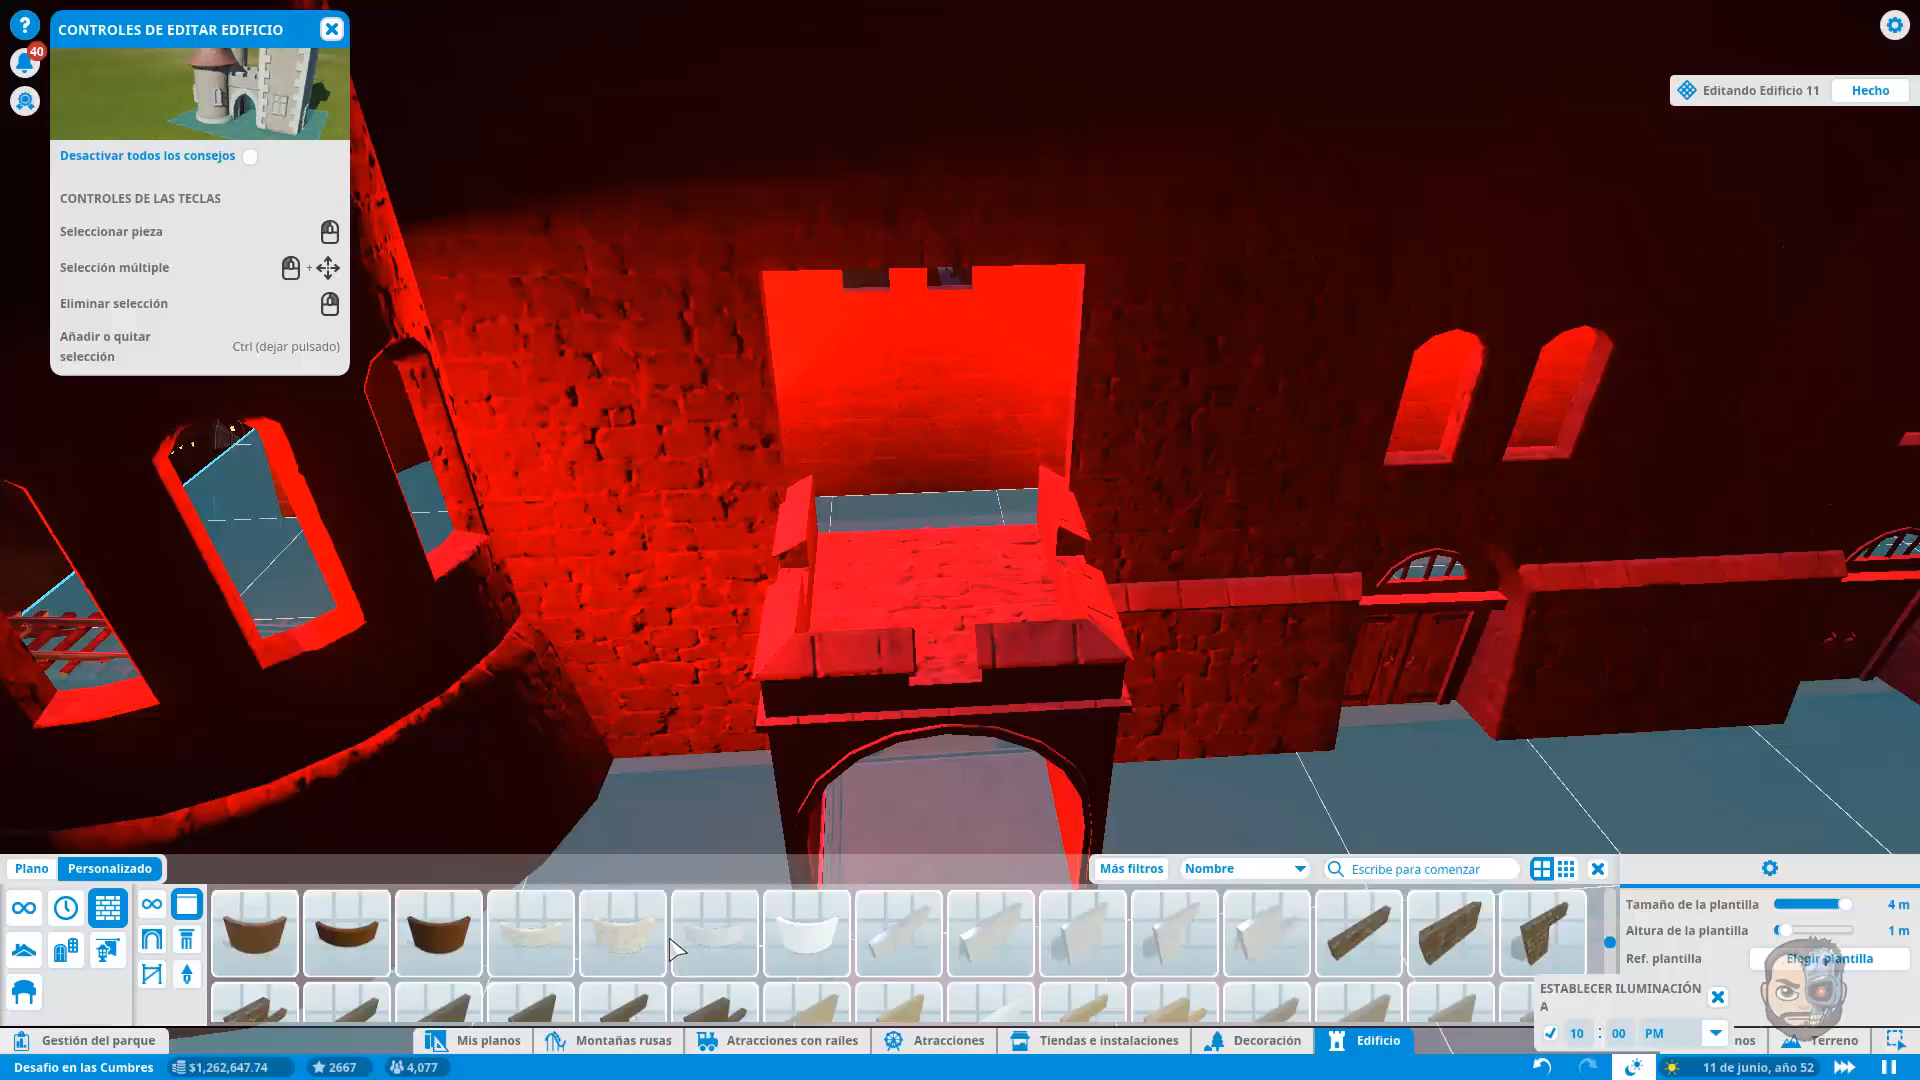 ?
CONTROLES DE EDITAR EDIFICIO
40
Desactivar todos los consejos
CONTROLES DE LAS TECLAS
Seleccionar pieza
Selección múltiple
+
Eliminar selección
Añadir o quitar
selección
Ctrl (dejar pulsado)
Editando Edificio 11
Hecho
Plano
Personalizado
Más filtros
Nombre
Escribe para comenzar
Tamaño de la plantilla
4 m
Altura de la plantilla
1 m
Ref. plantilla
Elegir plantilla
ESTABLECER ILUMINACIÓN
A
10 : 00 PM
Gestión del parque
Mis planos
Montañas rusas
Atracciones con raíles
Atracciones
Tiendas e instalaciones
Decoración
Edificio
nos
Terreno
Desafio en las Cumbres
$1,262,647.74
2667
4,077
11 de junio, año 52